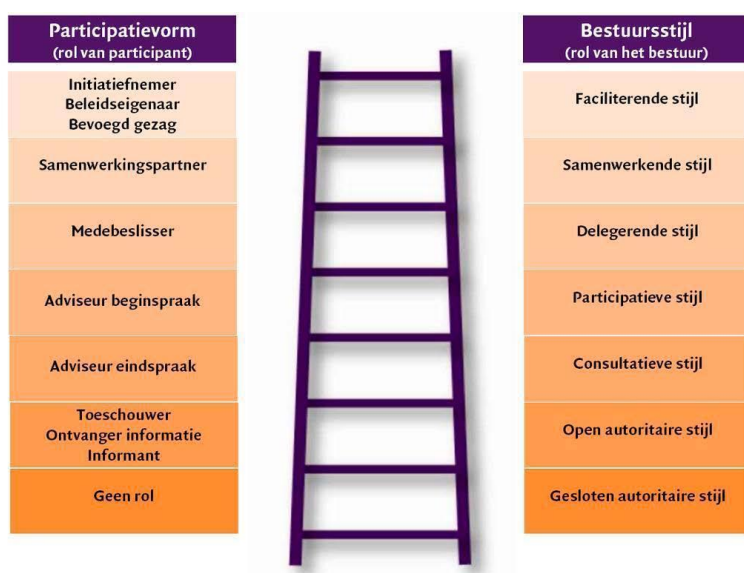 Participatievorm
(rol van participant)
Initiatiefnemer
Beleidseigenaar
Bevoegd gezag
Samenwerkingspartner
Medebeslisser
Adviseur beginspraak
Adviseur eindspraak
Toeschouwer
Ontvanger informatie
Informant
Geen rol
Bestuursstijl
(rol van het bestuur)
Faciliterende stijl
Samenwerkende stijl
Delegerende stijl
Participatieve stijl
Consultatieve stijl
Open autoritaire stijl
Gesloten autoritaire stijl